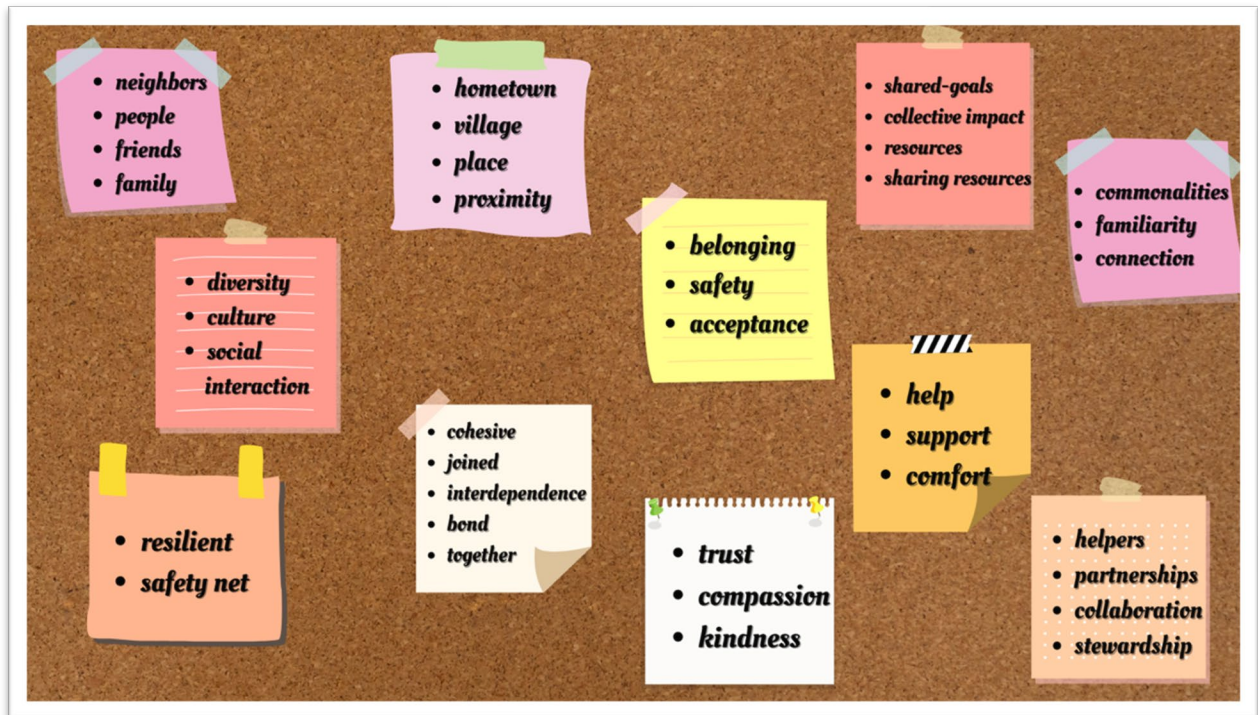 neighbors
people
friends
family
hometown
village
place
proximity
shared-goals
collective impact
resources
sharing resources
commonalities
familiarity
connection
diversity
culture
social
interaction
belonging
safety
acceptance
help
support
comfort
cohesive
joined
interdependence
bond
together
resilient
safety net
trust
compassion
kindness
helpers
partnerships
collaboration
stewardship